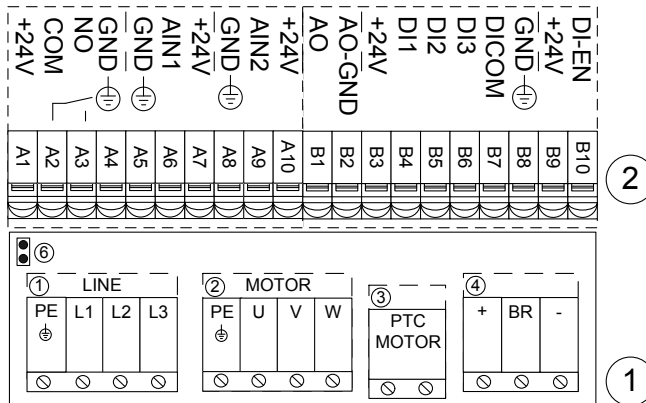 +24V COM NO GND GND AIN1 +24V GND AIN2 +24V AO AO-GND +24V DI1 DI2 DI3 DICOM GND +24V DI-EN
A1 A2 A3 A4 A5 A6 A7 A8 A9 A10 B1 B2 B3 B4 B5 B6 B7 B8 B9 B10
2
6
1 LINE 2 MOTOR 3 4
PE L1 L2 L3 PE U V W PTC + BR -
MOTOR
1